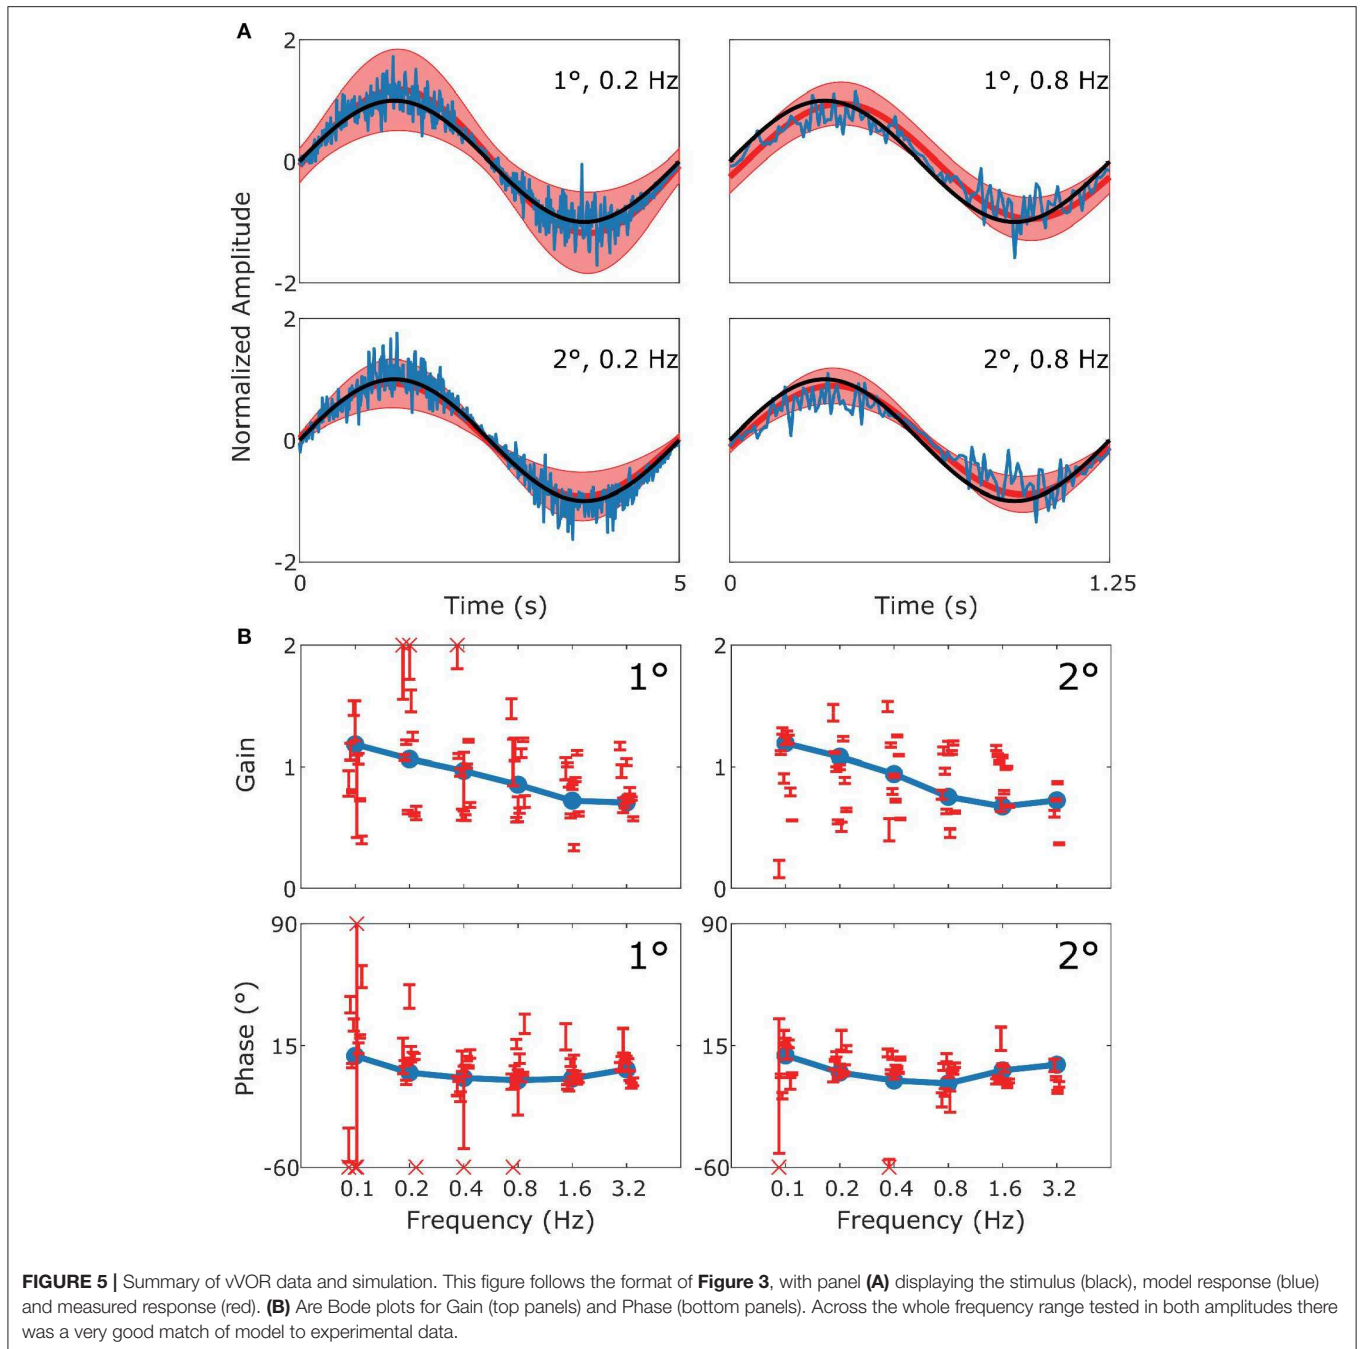 A
2
0
-2
1°, 0.2 Hz
1°, 0.8 Hz
Normalized Amplitude
2
0
-2
2°, 0.2 Hz
2°, 0.8 Hz
0
5
0
1.25
Time (s)
Time (s)
B
2
1
0
Gain
1°
2
1
0
2°
90
15
-60
Phase (°)
1°
90
15
-60
2°
0.1 0.2 0.4 0.8 1.6 3.2
0.1 0.2 0.4 0.8 1.6 3.2
Frequency (Hz)
Frequency (Hz)
FIGURE 5 | Summary of vVOR data and simulation. This figure follows the format of Figure 3, with panel (A) displaying the stimulus (black), model response (blue)
and measured response (red). (B) Are Bode plots for Gain (top panels) and Phase (bottom panels). Across the whole frequency range tested in both amplitudes there
was a very good match of model to experimental data.